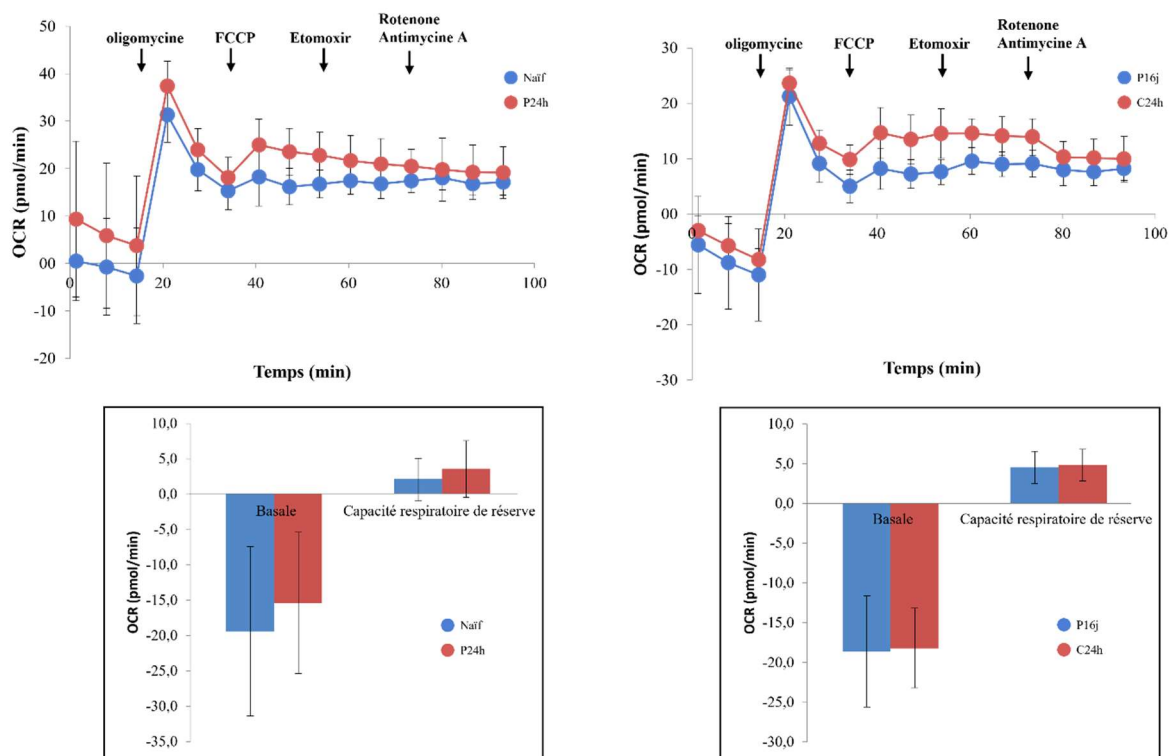 Rotenone
oligomycine FCCP Etomoxir Antimycine A
50
40
30
20
10
00
-10
-20
0 20 40 60 80 100
OCR (pmol/min)
Temps (min)
Naïf
P24h
Rotenone
oligomycine FCCP Etomoxir Antimycine A
30
20
10
00
-10
-20
-30
0 20 40 60 80 100
OCR (pmol/min)
Temps (min)
P16j
C24h
10,0
5,0
0,0
-5,0
-10,0
-15,0
-20,0
-25,0
-30,0
-35,0
OCR (pmol/min)
Basale Capacité respiratoire de réserve
Naïf
P24h
10,0
5,0
0,0
-5,0
-10,0
-15,0
-20,0
-25,0
-30,0
OCR (pmol/min)
Basale Capacité respiratoire de réserve
P16j
C24h